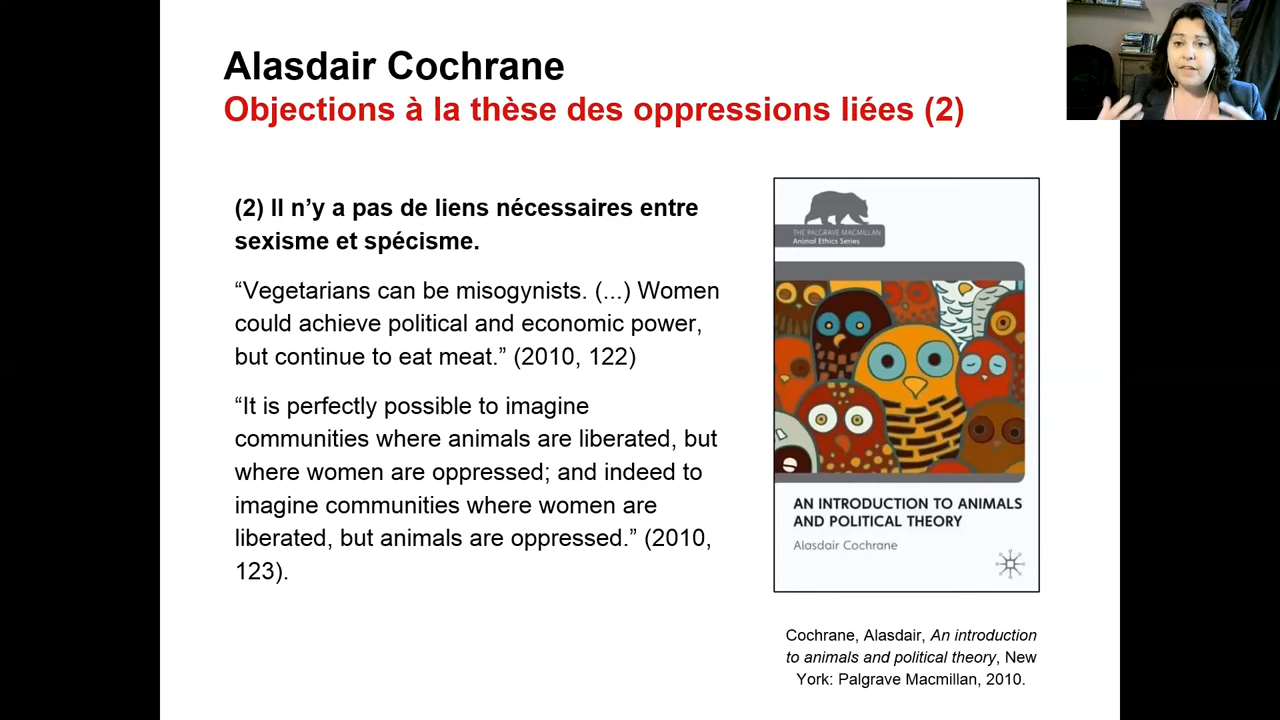 Alasdair Cochrane
Objections à la thèse des oppressions liées (2)
(2) Il n’y a pas de liens nécessaires entre
sexisme et spécisme.
“Vegetarians can be misogynists. (...) Women
could achieve political and economic power,
but continue to eat meat.” (2010, 122)
“It is perfectly possible to imagine
communities where animals are liberated, but
where women are oppressed; and indeed to
imagine communities where women are
liberated, but animals are oppressed.” (2010,
123).
THE PALGRAVE MACMILLAN
Animal Ethics Series
AN INTRODUCTION TO ANIMALS
AND POLITICAL THEORY
Alasdair Cochrane
Cochrane, Alasdair, An introduction
to animals and political theory, New
York: Palgrave Macmillan, 2010.